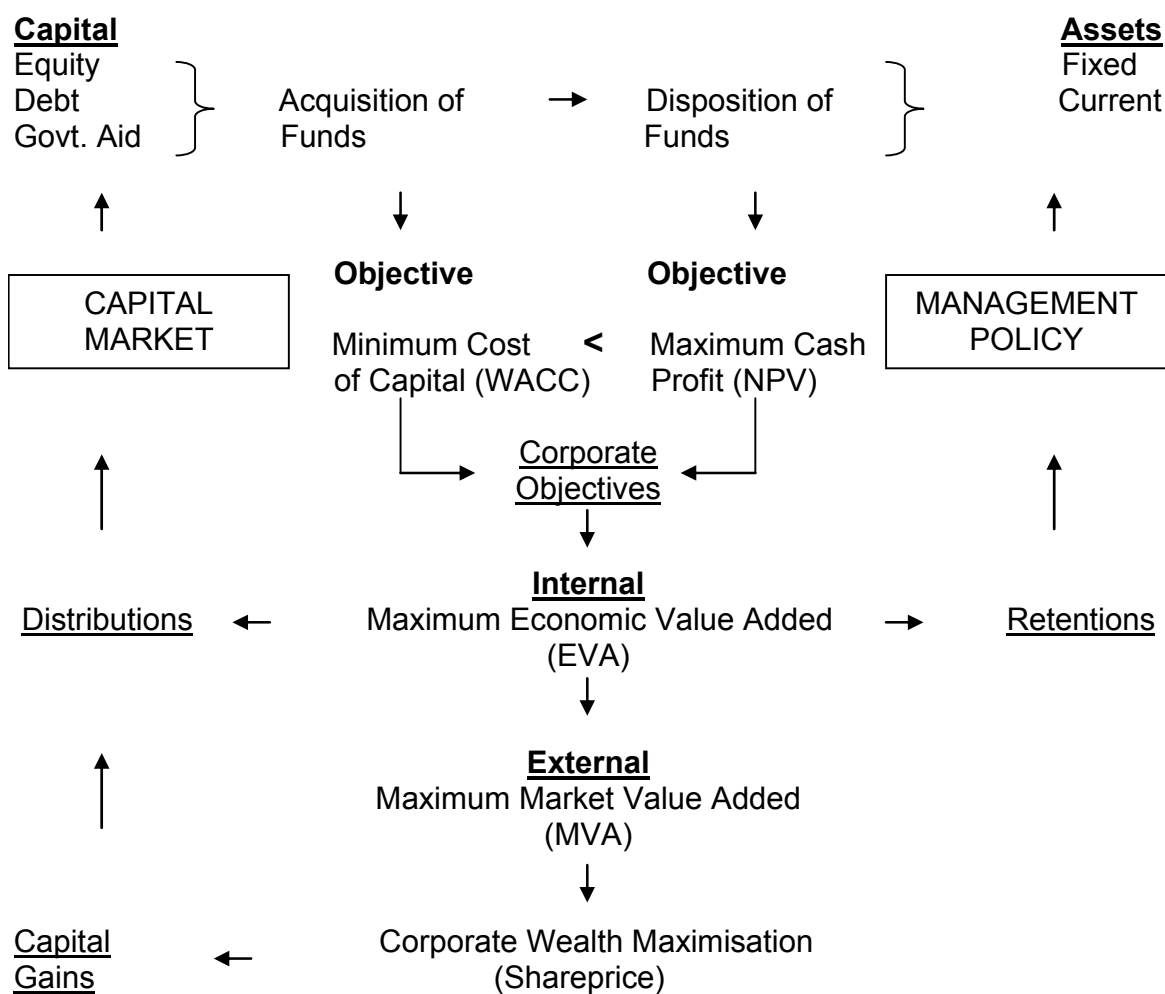 Capital
Equity
Debt
Govt. Aid
Acquisition of
Funds
Disposition of
Funds
Assets
Fixed
Current
CAPITAL
MARKET
Objective
Minimum Cost
of Capital (WACC)
<
Objective
Maximum Cash
Profit (NPV)
MANAGEMENT
POLICY
Corporate
Objectives
Distributions
Internal
Maximum Economic Value Added
(EVA)
Retentions
External
Maximum Market Value Added
(MVA)
Capital
Gains
Corporate Wealth Maximisation
(Shareprice)